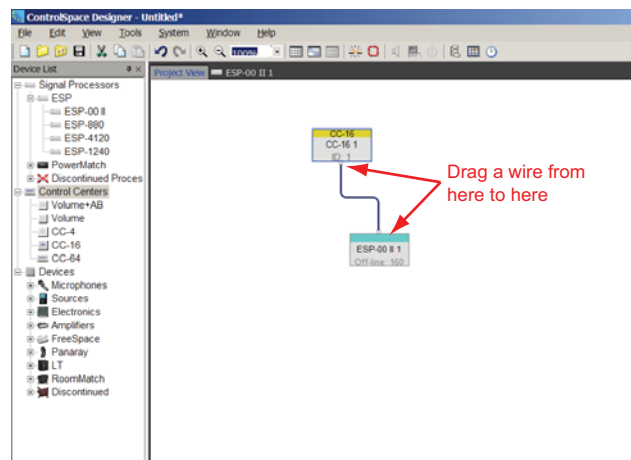 ControlSpace Designer - Untitled*
File Edit View Tools System Window Help
100%
Device List
Project View ESP-00 II 1
Signal Processors
ESP
ESP-00 II
ESP-880
ESP-4120
ESP-1240
PowerMatch
Discontinued Proces
Control Centers
Volume+AB
Volume
CC-4
CC-16
CC-64
Devices
Microphones
Sources
Electronics
Amplifiers
FreeSpace
Panaray
LT
RoomMatch
Discontinued
CC-16
CC-16 1
ID: 1
Drag a wire from
here to here
ESP-00 II 1
Off-line: 160